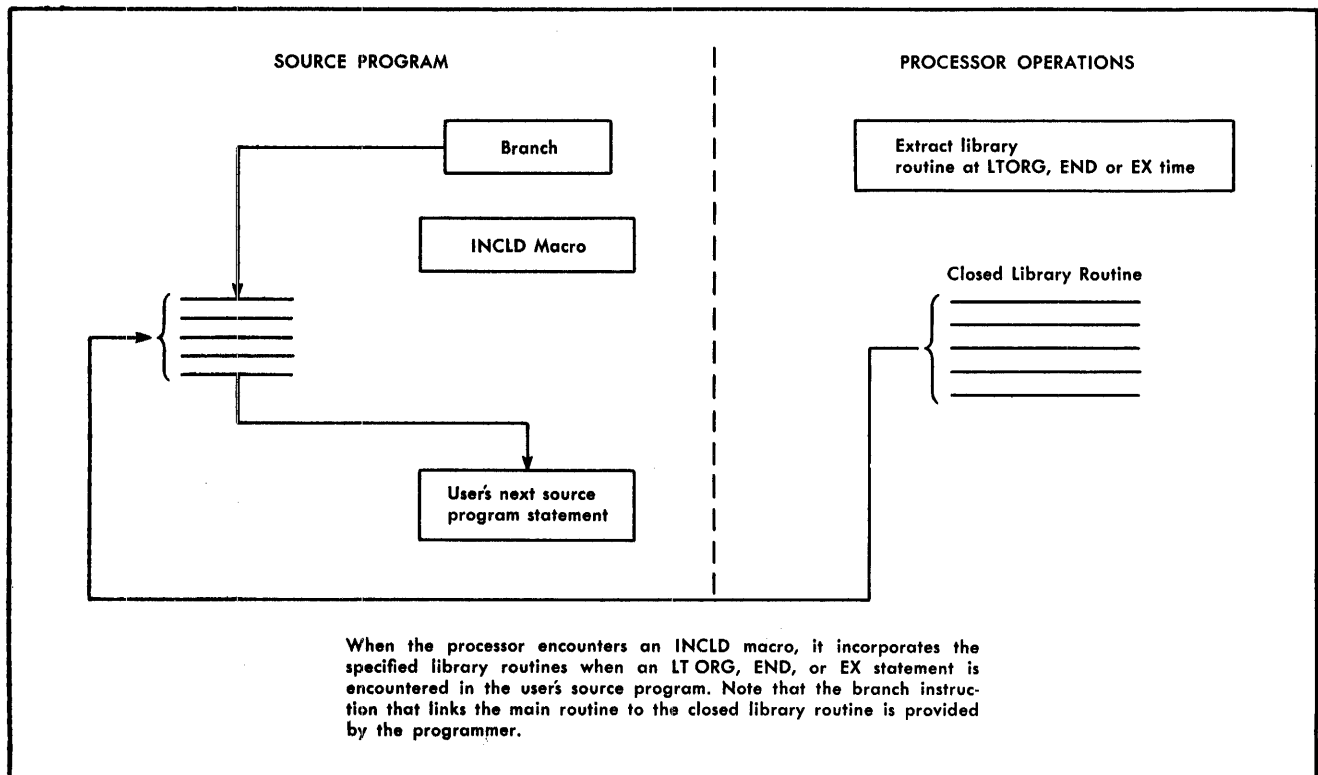 SOURCE PROGRAM
PROCESSOR OPERATIONS
Branch
Extract library
routine at LTORG, END or EX time
INCLD Macro
Closed Library Routine
User's next source
program statement
When the processor encounters an INCLD macro, it incorporates the
specified library routines when an LT ORG, END, or EX statement is
encountered in the user's source program. Note that the branch instruc-
tion that links the main routine to the closed library routine is provided
by the programmer.